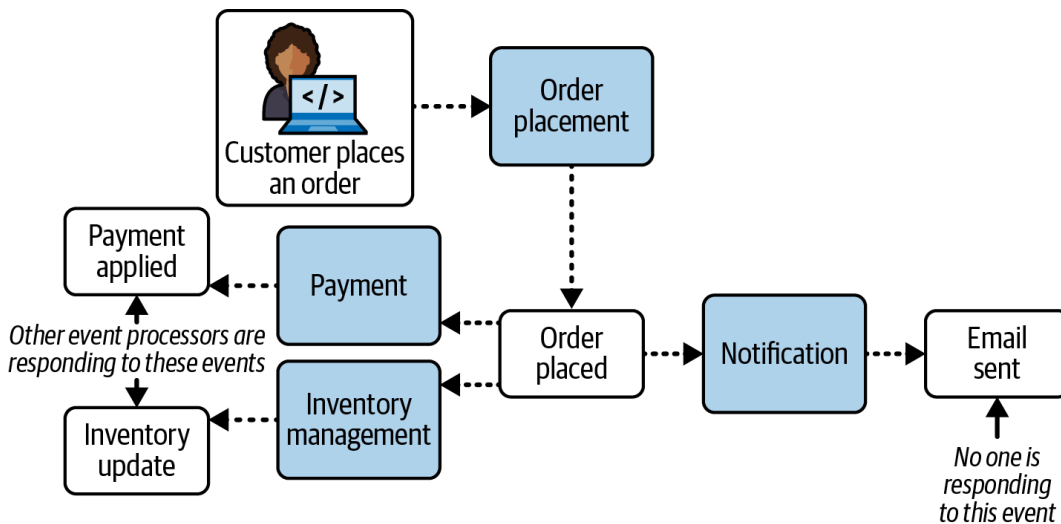 </>
Customer places
an order
Order
placement
Payment
applied
Payment
Other event processors are
responding to these events
Order
placed
Notification
Email
sent
Inventory
management
Inventory
update
No one is
responding
to this event